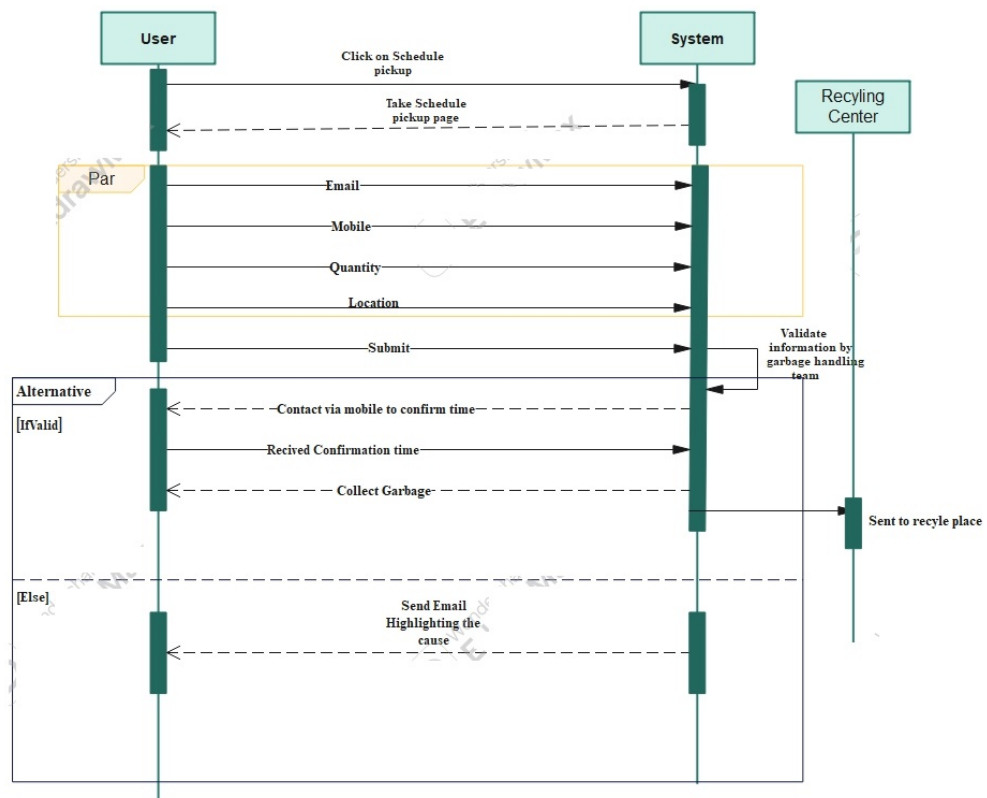 User
System
Click on Schedule
pickup
Recyling
Center
Take Schedule
pickup page
Par
Email
Mobile
Quantity
Location
Submit
Validate
information by
garbage handling
team
Alternative
[IfValid]
Contact via mobile to confirm time
Recived Confirmation time
Collect Garbage
Sent to recyle place
[Else]
Send Email
Highlighting the
cause